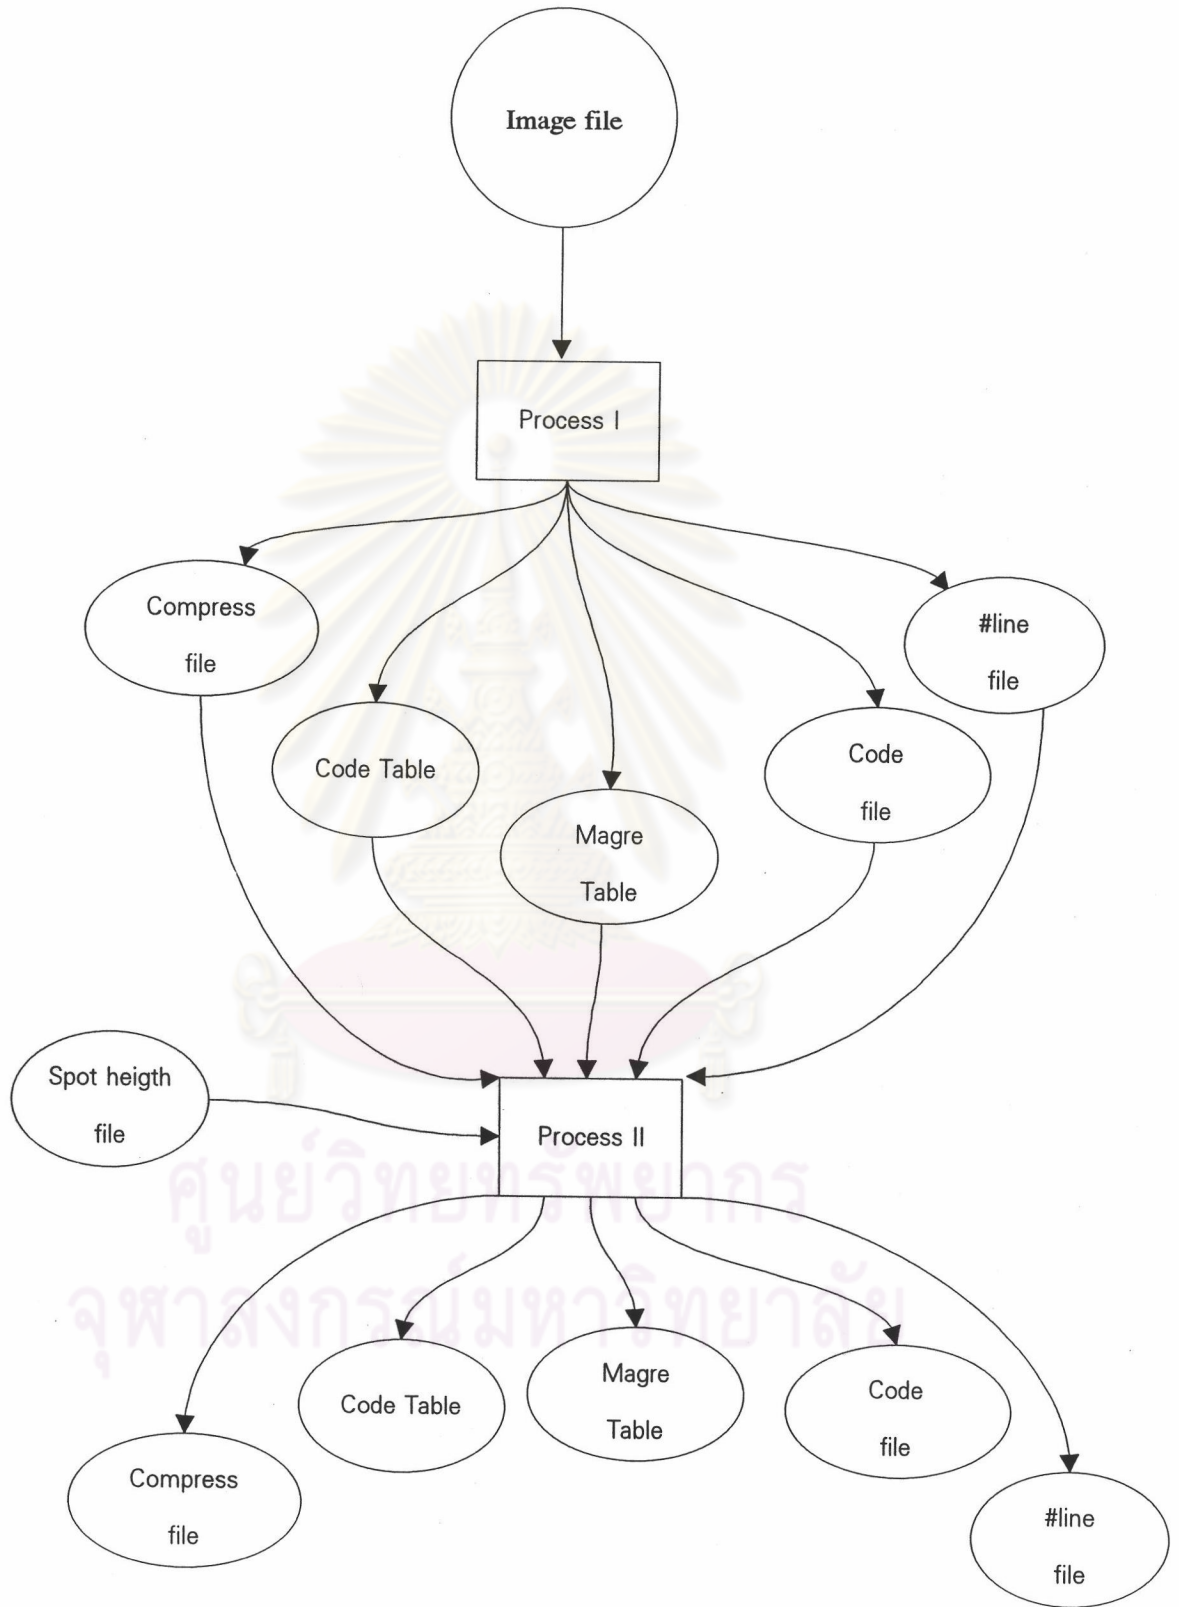 Image file
Process I
Compress
file
Code Table
Magre
Table
Code
file
#line
file
Spot heigth
file
Process II
ศูนย์วิทยทรัพยากร
จุฬาลงกรณ์มหาวิทยาลัย
Compress
file
Code Table
Magre
Table
Code
file
#line
file